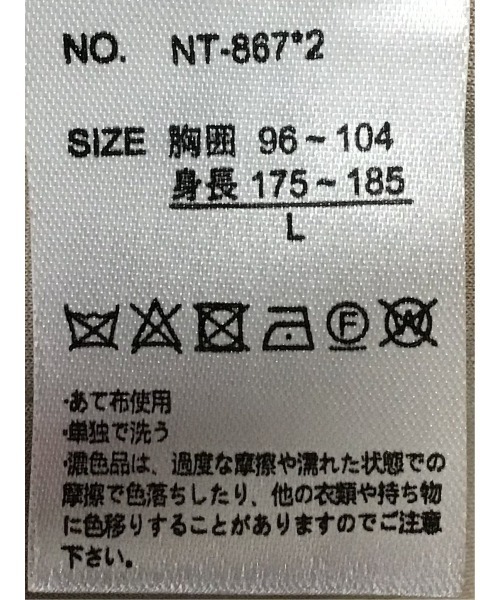 NO. NT-867*2
SIZE 胸囲 96~104
身長 175~185
L
F W
·あて布使用
·単独で洗う
·濃色品は、過度な摩擦や濡れた状態での
摩擦で色落ちしたり、他の衣類や持ち物
に色移りすることがありますのでご注意
下さい。